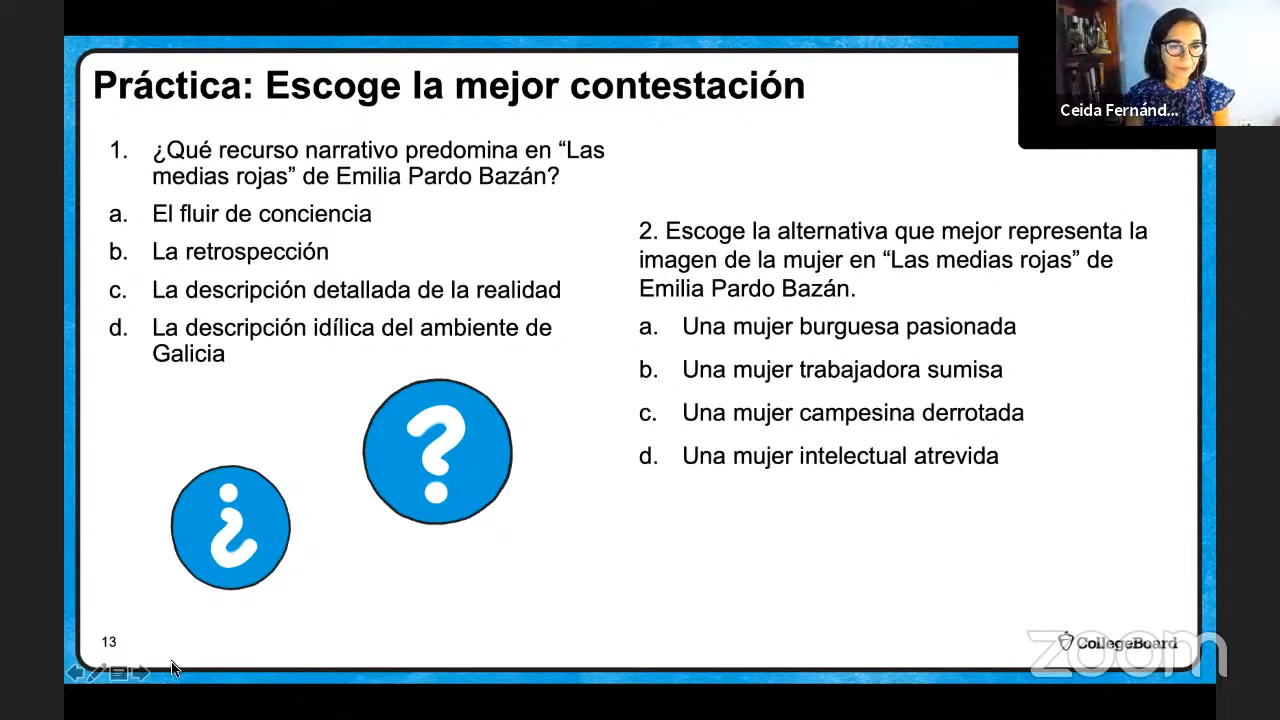 Práctica: Escoge la mejor contestación
Ceida Fernánd...
1. ¿Qué recurso narrativo predomina en “Las
medias rojas” de Emilia Pardo Bazán?
a. El fluir de conciencia
b. La retrospección
c. La descripción detallada de la realidad
d. La descripción idílica del ambiente de
Galicia
2. Escoge la alternativa que mejor representa la
imagen de la mujer en “Las medias rojas” de
Emilia Pardo Bazán.
a. Una mujer burguesa pasionada
b. Una mujer trabajadora sumisa
c. Una mujer campesina derrotada
d. Una mujer intelectual atrevida
?
¿
13
CollegeBoard
zoom